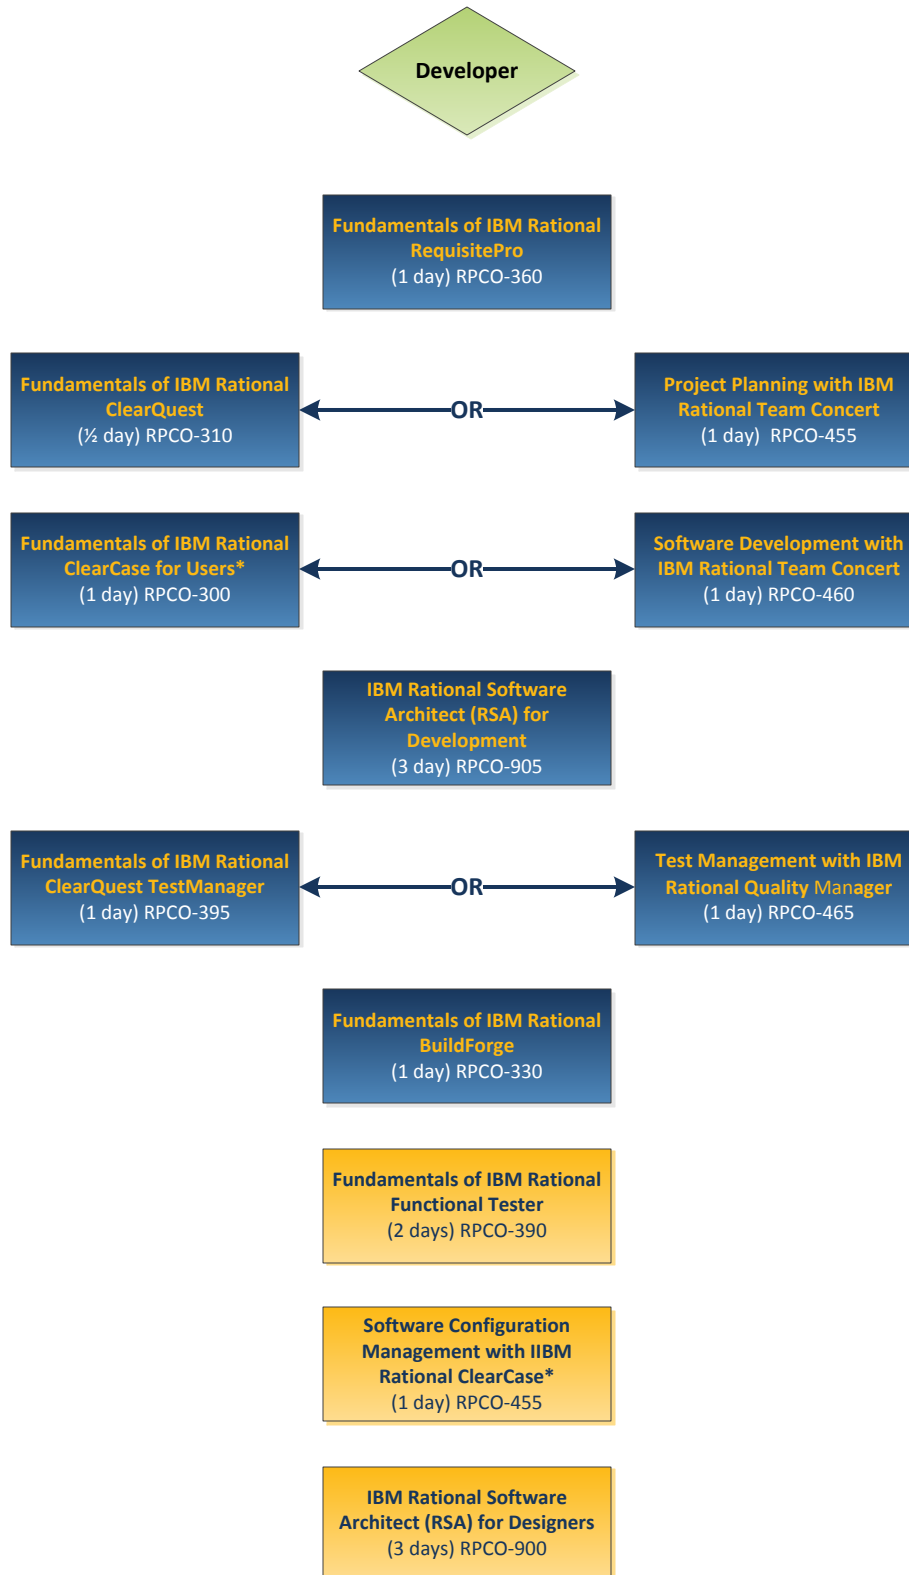 Developer
Fundamentals of IBM Rational
RequisitePro
(1 day) RPCO-360
Fundamentals of IBM Rational
ClearQuest
(½ day) RPCO-310
OR
Project Planning with IBM
Rational Team Concert
(1 day)  RPCO-455
Fundamentals of IBM Rational
ClearCase for Users*
(1 day) RPCO-300
OR
Software Development with
IBM Rational Team Concert
(1 day) RPCO-460
IBM Rational Software
Architect (RSA) for
Development
(3 day) RPCO-905
Fundamentals of IBM Rational
ClearQuest TestManager
(1 day) RPCO-395
OR
Test Management with IBM
Rational Quality Manager
(1 day) RPCO-465
Fundamentals of IBM Rational
BuildForge
(1 day) RPCO-330
Fundamentals of IBM Rational
Functional Tester
(2 days) RPCO-390
Software Configuration
Management with IIBM
Rational ClearCase*
(1 day) RPCO-455
IBM Rational Software
Architect (RSA) for Designers
(3 days) RPCO-900